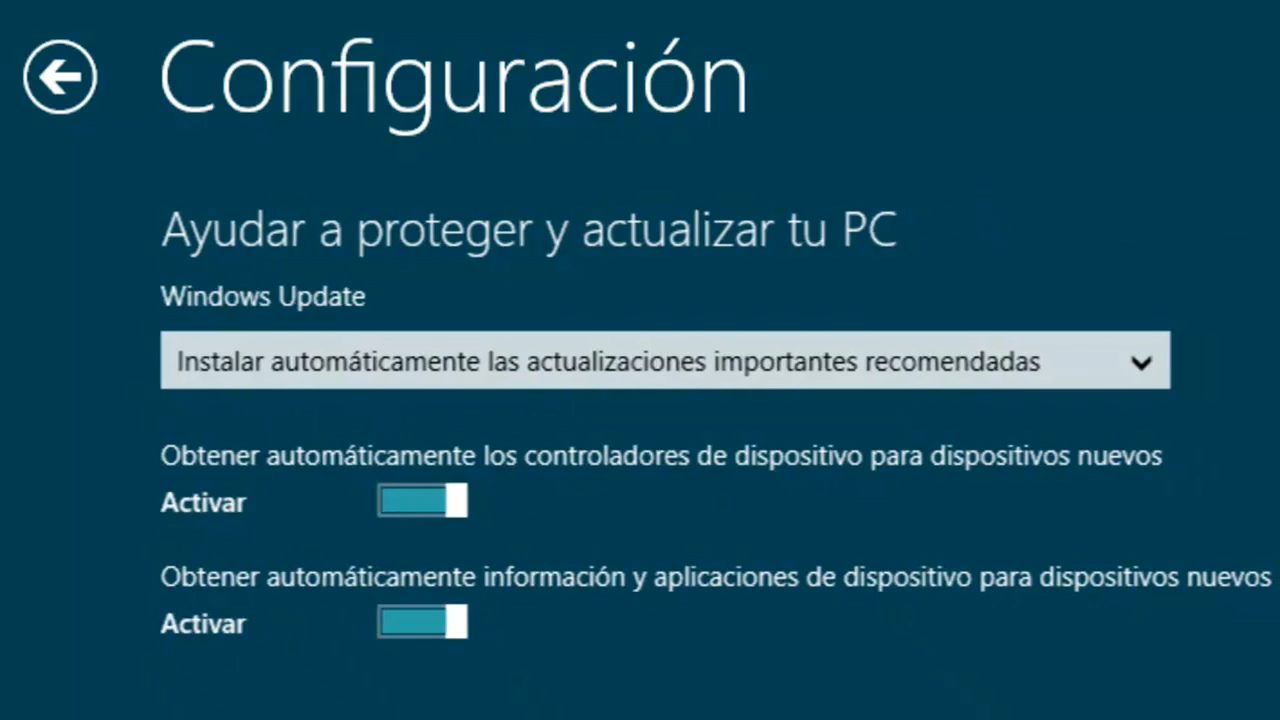 Configuración
Ayudar a proteger y actualizar tu PC
Windows Update
Instalar automáticamente las actualizaciones importantes recomendadas
Obtener automáticamente los controladores de dispositivo para dispositivos nuevos
Activar
Obtener automáticamente información y aplicaciones de dispositivo para dispositivos nuevos
Activar